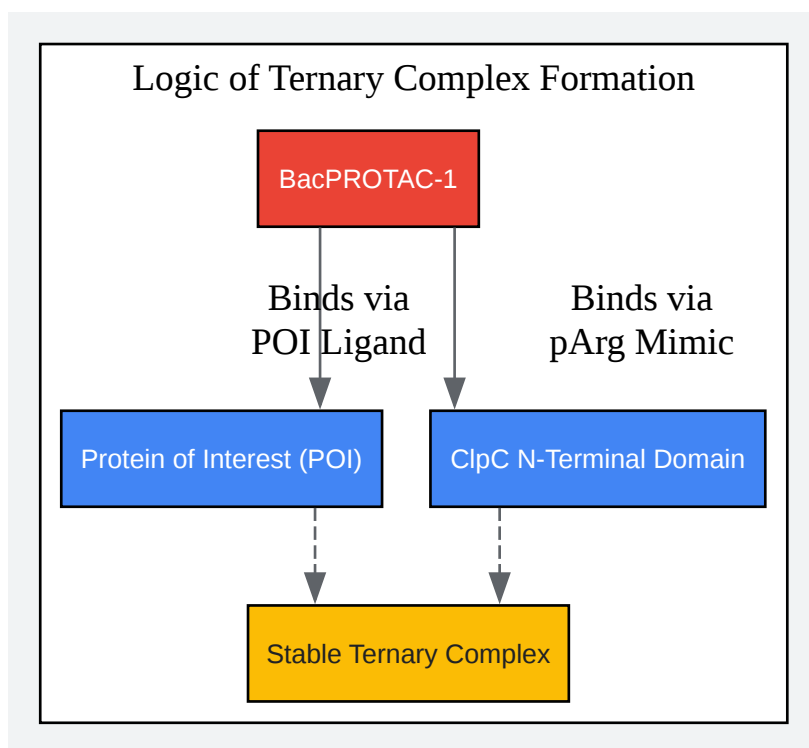 Logic of Ternary Complex Formation
BacPROTAC-1
Binds via
POI Ligand
Binds via
pArg Mimic
Protein of Interest (POI)
ClpC N-Terminal Domain
Stable Ternary Complex